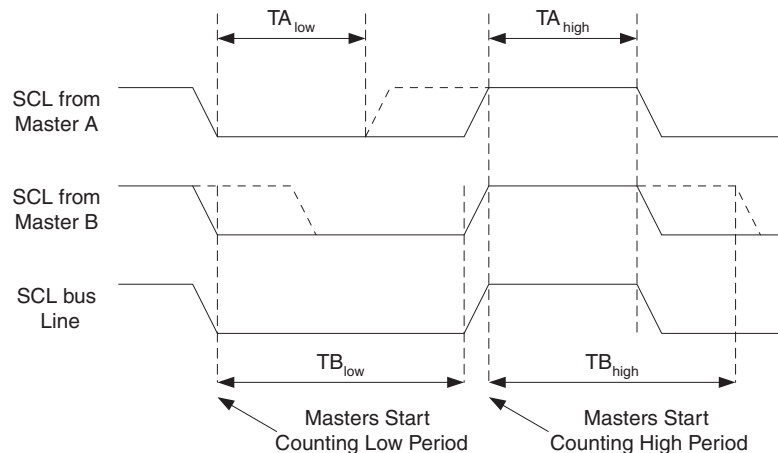 TA low
TA high
SCL from
Master A
SCL from
Master B
SCL bus
Line
TB low
TB high
Masters Start
Counting Low Period
Masters Start
Counting High Period